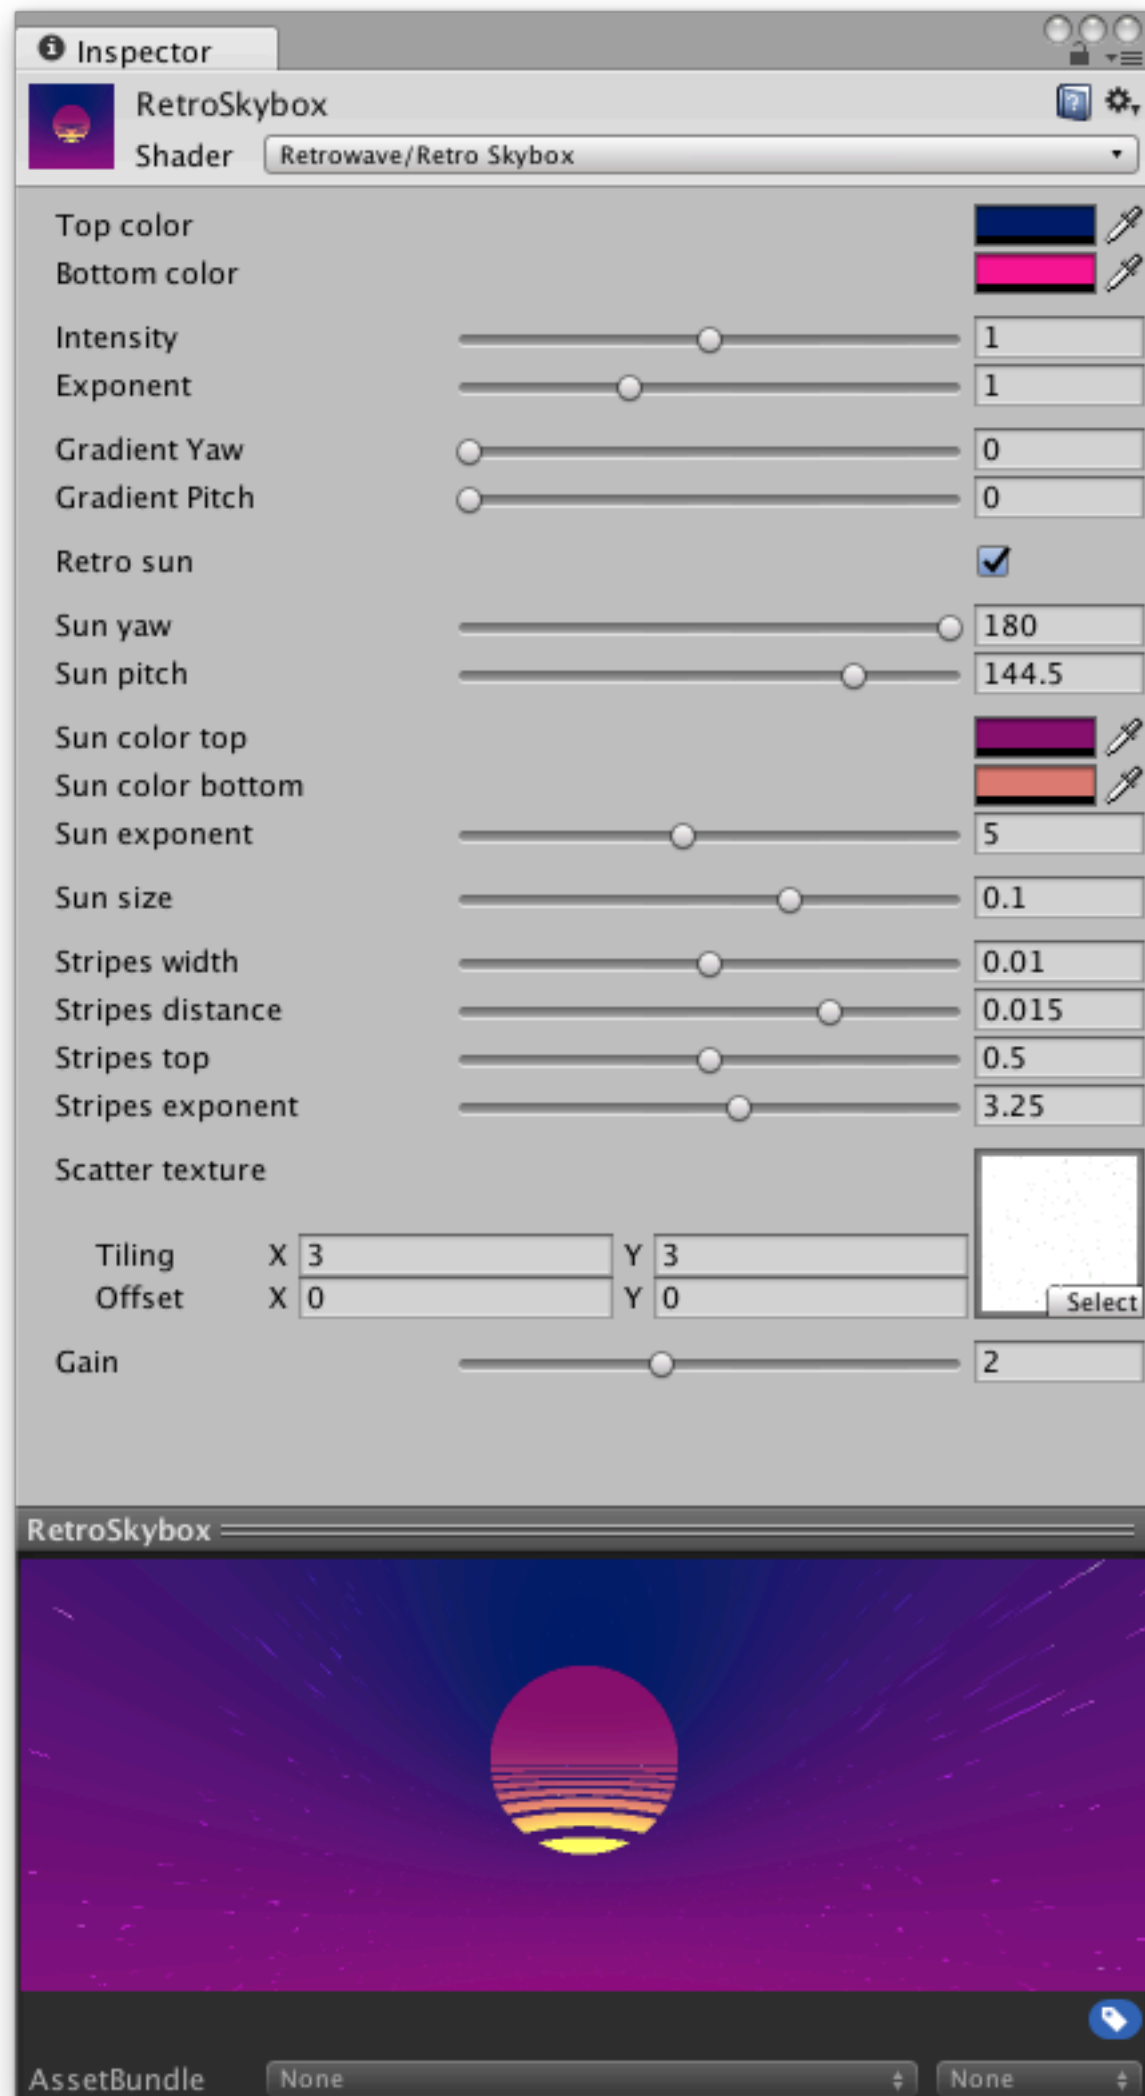 Inspector
RetroSkybox
Shader Retrowave/Retro Skybox
Top color
Bottom color
Intensity 1
Exponent 1
Gradient Yaw 0
Gradient Pitch 0
Retro sun
Sun yaw 180
Sun pitch 144.5
Sun color top
Sun color bottom
Sun exponent 5
Sun size 0.1
Stripes width 0.01
Stripes distance 0.015
Stripes top 0.5
Stripes exponent 3.25
Scatter texture
Tiling X 3 Y 3
Offset X 0 Y 0 Select
Gain 2
RetroSkybox
AssetBundle None None